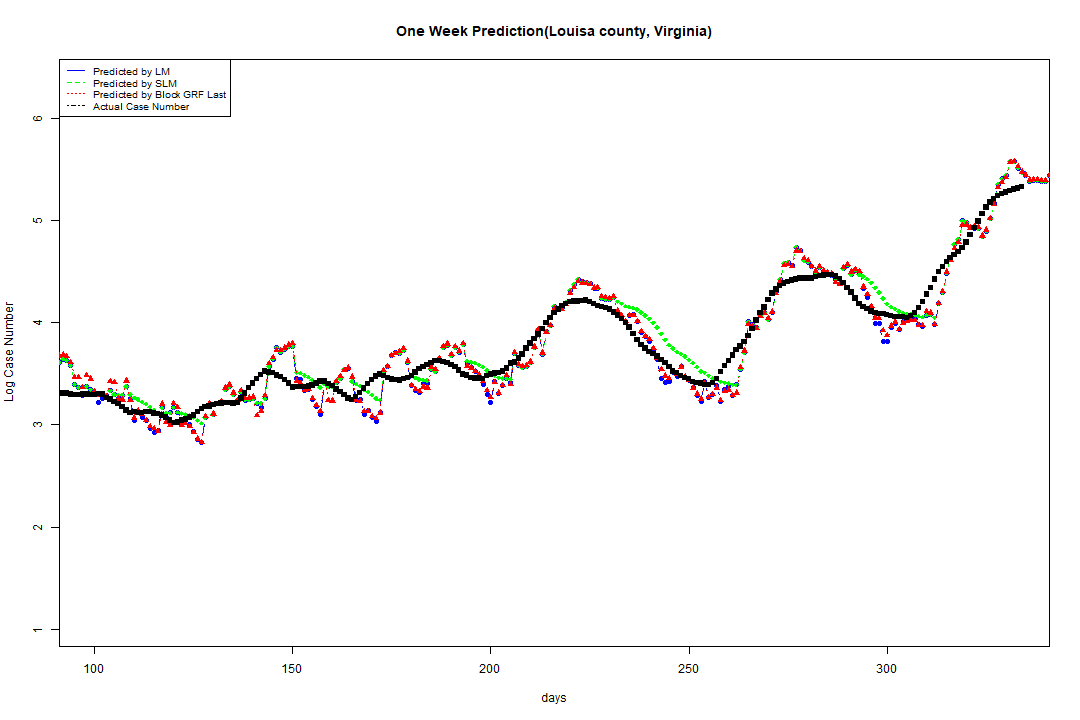 One Week Prediction(Louisa county, Virginia)
Predicted by LM
Predicted by SLM
Predicted by Block GRF Last
Actual Case Number
Log Case Number
6
5
4
3
2
1
100 150 200 250 300
days